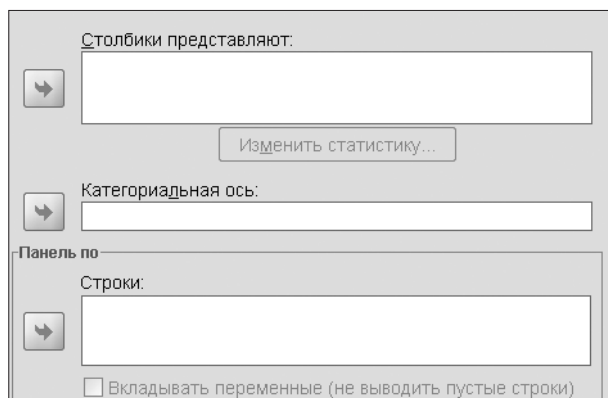 Столбики представляют:
Изменить статистику...
Категориальная ось:
Панель по
Строки:
Вкладывать переменные (не выводить пустые строки)